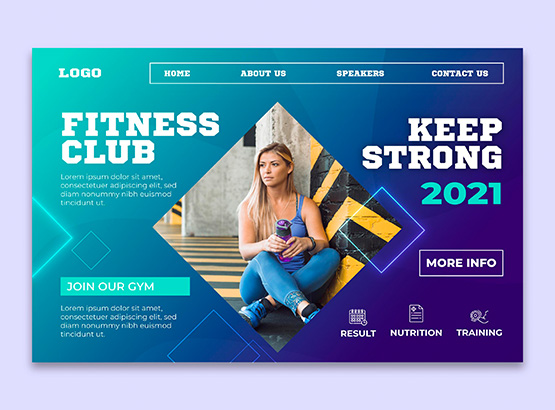 LOGO
HOME ABOUT US SPEAKERS CONTACT US
FITNESS
CLUB
Lorem ipsum dolor sit amet,
consectetuer adipiscing elit, sed
diam nonummy nibh euismod
tincidunt ut.
JOIN OUR GYM
Lorem ipsum dolor sit amet,
consectetuer adipiscing elit, sed
diam nonummy nibh euismod
KEEP
STRONG
2021
MORE INFO
RESULT NUTRITION TRAINING